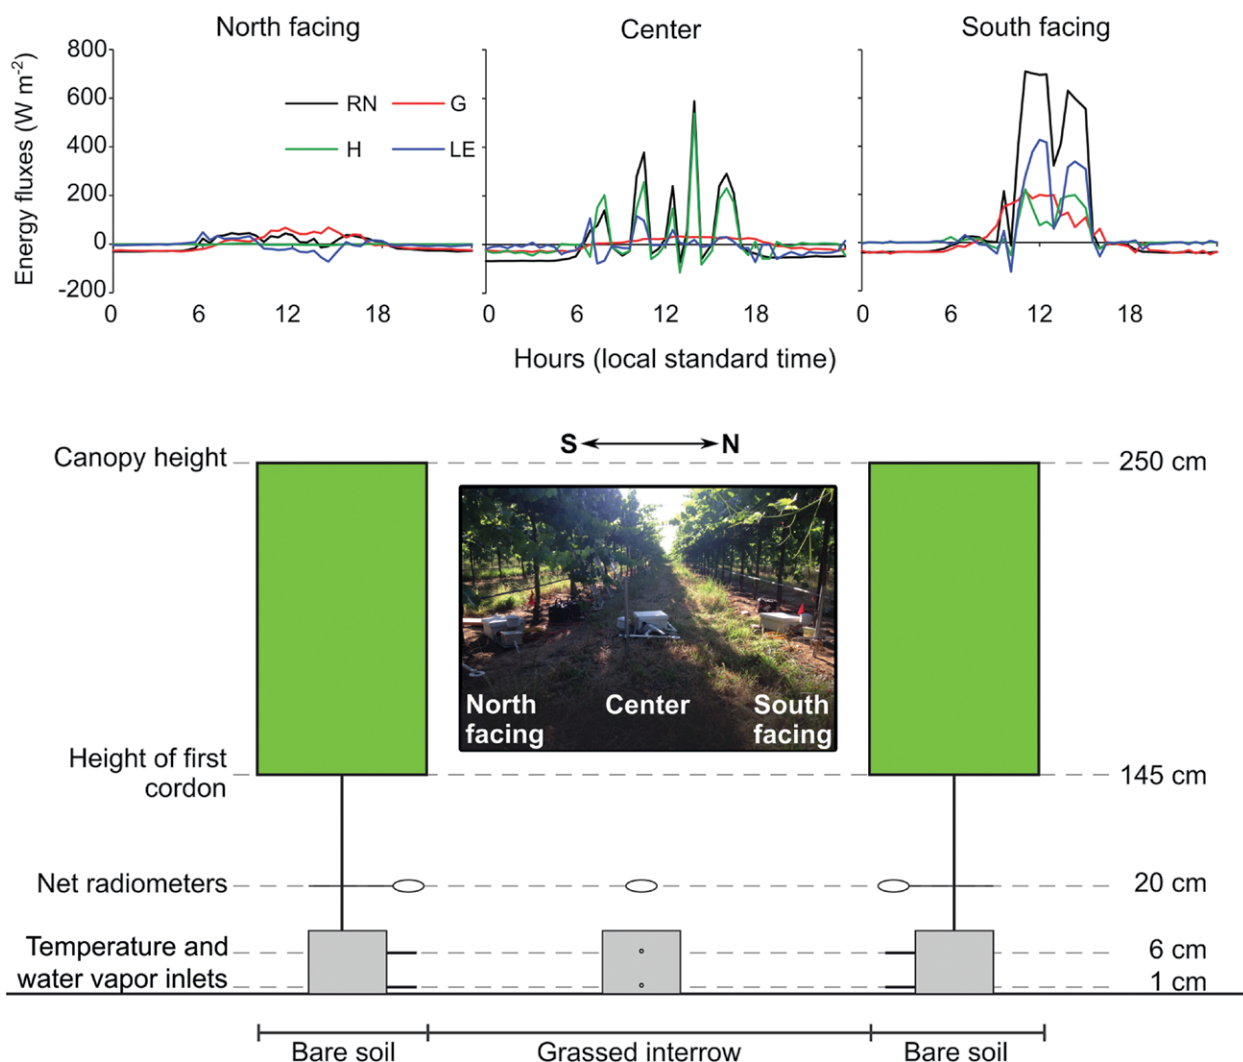 North facing
Center
South facing
Energy fluxes (W m-2)
800
600
400
200
0
-200
RN
G
H
LE
0 6 12 18
0 6 12 18
0 6 12 18
Hours (local standard time)
S N
Canopy height
250 cm
North
facing
Center
South
facing
Height of first
cordon
145 cm
Net radiometers
20 cm
Temperature and
water vapor inlets
6 cm
1 cm
Bare soil
Grassed interrow
Bare soil